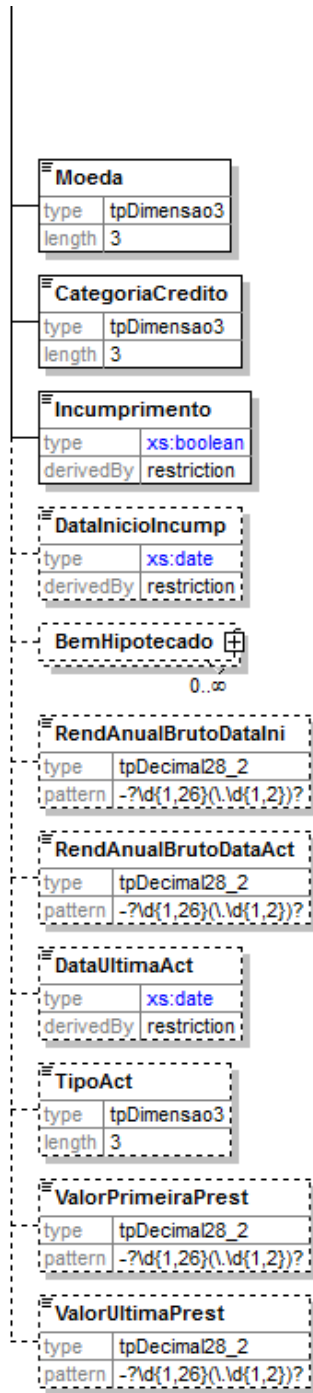 Moeda
type tpDimensao3
length 3
CategoriaCredito
type tpDimensao3
length 3
Incumprimento
type xs:boolean
derivedBy restriction
DataInicioIncump
type xs:date
derivedBy restriction
BemHipotecado
0..∞
RendAnualBrutoDataIni
type tpDecimal28_2
pattern -?\d{1,26}(\.\d{1,2})?
RendAnualBrutoDataAct
type tpDecimal28_2
pattern -?\d{1,26}(\.\d{1,2})?
DataUltimaAct
type xs:date
derivedBy restriction
TipoAct
type tpDimensao3
length 3
ValorPrimeiraPrest
type tpDecimal28_2
pattern -?\d{1,26}(\.\d{1,2})?
ValorUltimaPrest
type tpDecimal28_2
pattern -?\d{1,26}(\.\d{1,2})?